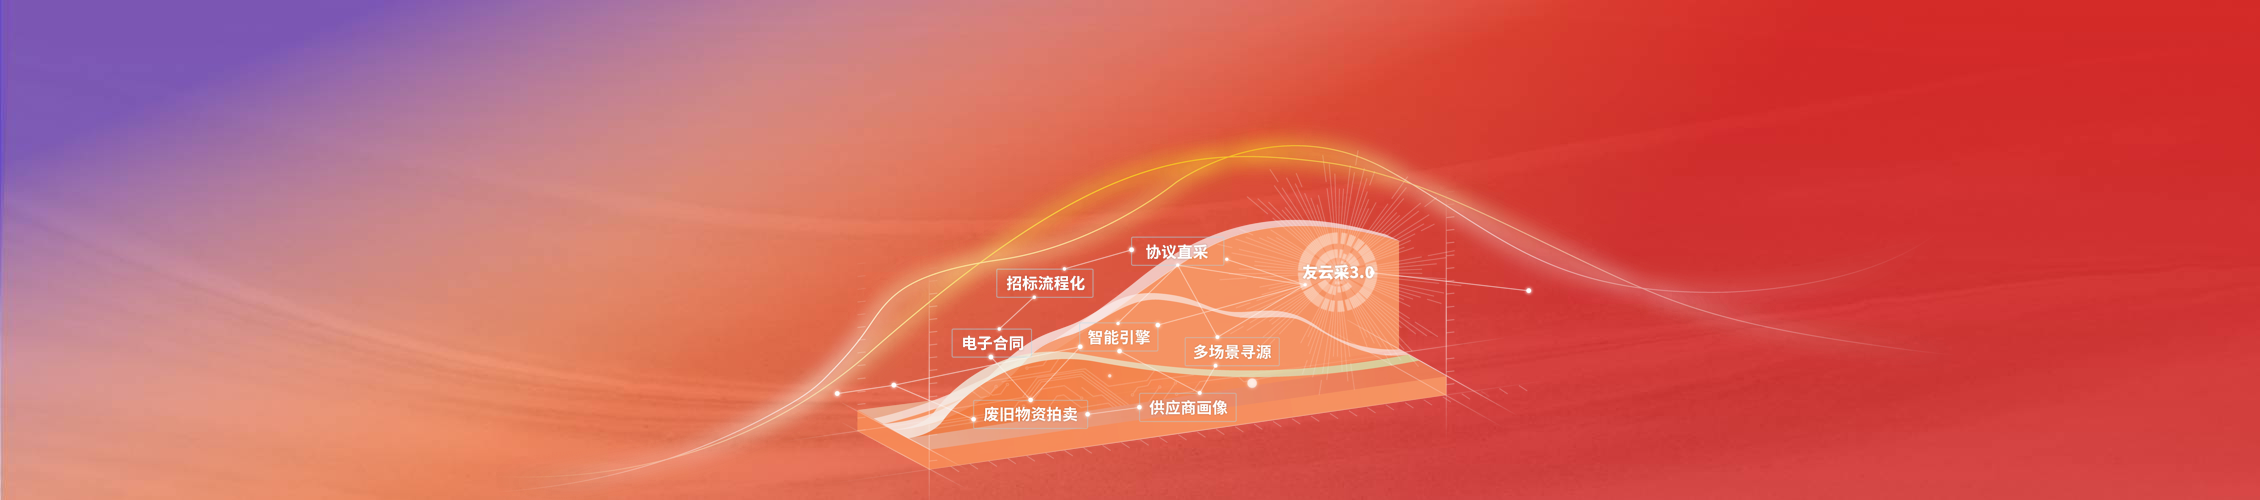 协议直采
友云采3.0
招标流程化
智能引擎
电子合同
多场景寻源
供应商画像
废旧物资拍卖